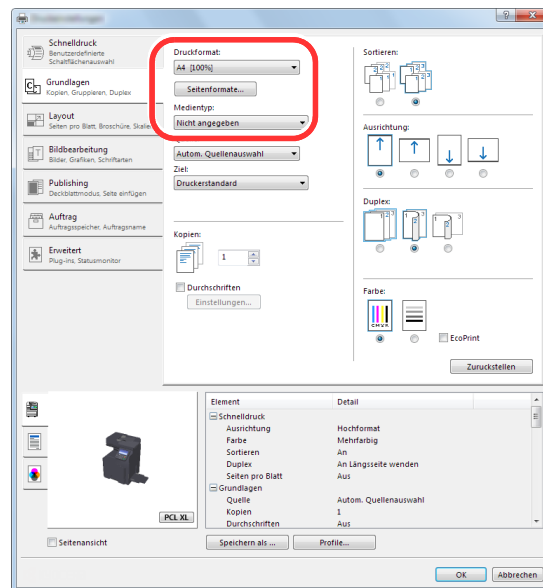 Schnelldruck
Benutzerdefinierte
Schaltflächenauswahl
Grundlagen
Kopien, Gruppieren, Duplex
Layout
Seiten pro Blatt, Broschüre, Skalier
Bildbearbeitung
Bilder, Grafiken, Schriftarten
Publishing
Deckblattmodus, Seite einfügen
Auftrag
Auftragsspeicher, Auftragsname
Erweitert
Plug-ins, Statusmonitor
Druckformat:
A4 [100%]
Seitenformate...
Medientyp:
Nicht angegeben
Autom. Quellenauswahl
Ziel:
Druckerstandard
Kopien:
1
Durchschriften
Einstellungen...
Sortieren:
Ausrichtung:
Duplex:
Farbe:
CMYK
EcoPrint
Zuruckstellen
PCL XL
Seitenansicht
Element Detail
Schnelldruck
Ausrichtung Hochformat
Farbe Mehrfarbig
Sortieren An
Duplex An Längsseite wenden
Seiten pro Blatt Aus
Grundlagen
Quelle Autom. Quellenauswahl
Kopien 1
Durchschriften Aus
Speichern als ... Profile...
OK Abbrechen